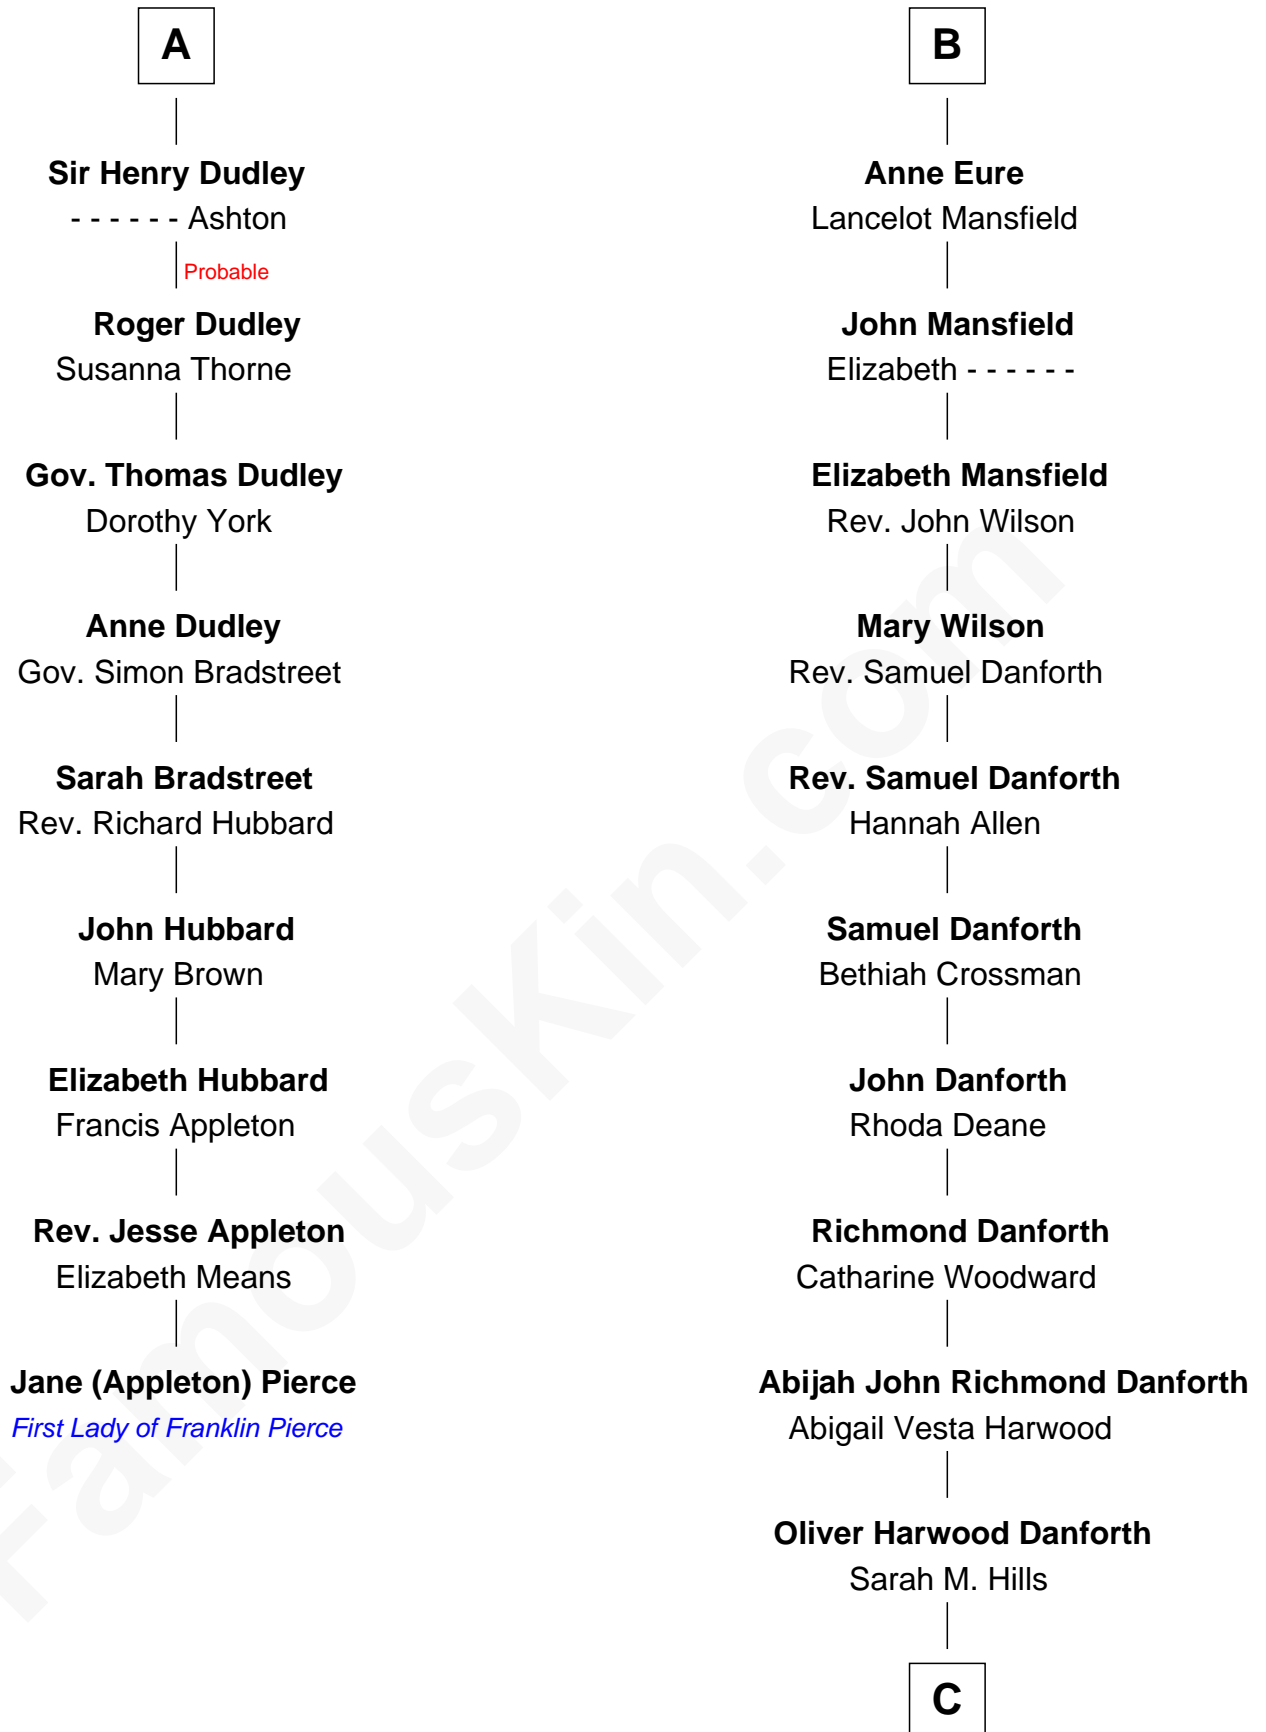 A
Sir Henry Dudley
- - - - - - Ashton
Probable
Roger Dudley
Susanna Thorne
Gov. Thomas Dudley
Dorothy York
Anne Dudley
Gov. Simon Bradstreet
Sarah Bradstreet
Rev. Richard Hubbard
John Hubbard
Mary Brown
Elizabeth Hubbard
Francis Appleton
Rev. Jesse Appleton
Elizabeth Means
Jane (Appleton) Pierce
First Lady of Franklin Pierce
B
Anne Eure
Lancelot Mansfield
John Mansfield
Elizabeth - - - - - -
Elizabeth Mansfield
Rev. John Wilson
Mary Wilson
Rev. Samuel Danforth
Rev. Samuel Danforth
Hannah Allen
Samuel Danforth
Bethiah Crossman
John Danforth
Rhoda Deane
Richmond Danforth
Catharine Woodward
Abijah John Richmond Danforth
Abigail Vesta Harwood
Oliver Harwood Danforth
Sarah M. Hills
C
FamousKin.com